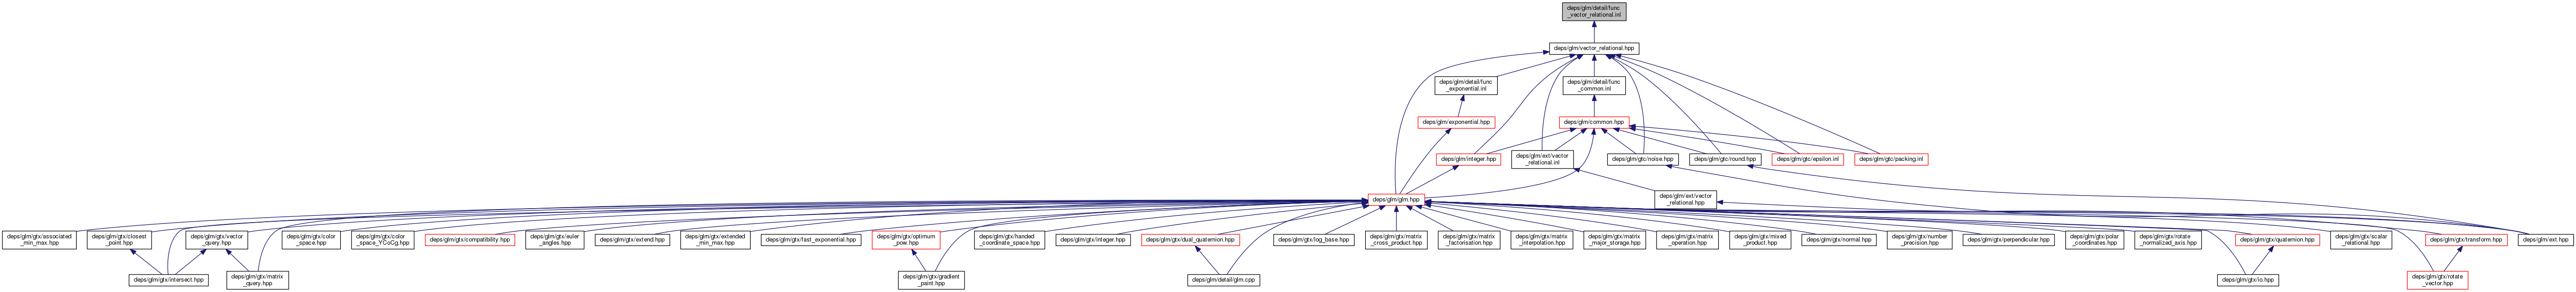 deps/glm/detail/func
_vector_relational.inl
deps/glm/vector_relational.hpp
deps/glm/detail/func
_exponential.inl
deps/glm/detail/func
_common.inl
deps/glm/exponential.hpp
deps/glm/common.hpp
deps/glm/integer.hpp
deps/glm/ext/vector
_relational.inl
deps/glm/gtc/noise.hpp
deps/glm/gtc/round.hpp
deps/glm/gtc/epsilon.inl
deps/glm/gtc/packing.inl
deps/glm/glm.hpp
deps/glm/ext/vector
_relational.hpp
deps/glm/gtx/associated
_min_max.hpp
deps/glm/gtx/closest
_point.hpp
deps/glm/gtx/vector
_query.hpp
deps/glm/gtx/color
_space.hpp
deps/glm/gtx/color
_space_YCoCg.hpp
deps/glm/gtx/compatibility.hpp
deps/glm/gtx/euler
_angles.hpp
deps/glm/gtx/extend.hpp
deps/glm/gtx/extended
_min_max.hpp
deps/glm/gtx/fast_exponential.hpp
deps/glm/gtx/optimum
_pow.hpp
deps/glm/gtx/handed
_coordinate_space.hpp
deps/glm/gtx/integer.hpp
deps/glm/gtx/dual_quaternion.hpp
deps/glm/gtx/log_base.hpp
deps/glm/gtx/matrix
_cross_product.hpp
deps/glm/gtx/matrix
_factorisation.hpp
deps/glm/gtx/matrix
_interpolation.hpp
deps/glm/gtx/matrix
_major_storage.hpp
deps/glm/gtx/matrix
_operation.hpp
deps/glm/gtx/mixed
_product.hpp
deps/glm/gtx/normal.hpp
deps/glm/gtx/number
_precision.hpp
deps/glm/gtx/perpendicular.hpp
deps/glm/gtx/polar
_coordinates.hpp
deps/glm/gtx/rotate
_normalized_axis.hpp
deps/glm/gtx/quaternion.hpp
deps/glm/gtx/scalar
_relational.hpp
deps/glm/gtx/transform.hpp
deps/glm/ext.hpp
deps/glm/gtx/intersect.hpp
deps/glm/gtx/matrix
_query.hpp
deps/glm/gtx/gradient
_paint.hpp
deps/glm/detail/glm.cpp
deps/glm/gtx/io.hpp
deps/glm/gtx/rotate
_vector.hpp